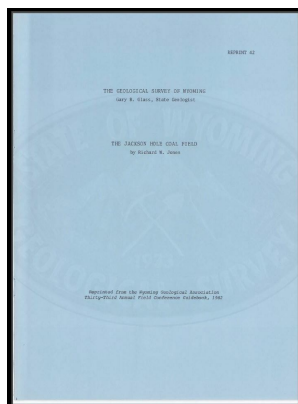 REPRINT 42
THE GEOLOGICAL SURVEY OF WYOMING
Gary B. Glass, State Geologist
THE JACKSON HOLE COAL FIELD
by Richard W. Jones
Reprinted from the Wyoming Geological Association
Thirty-Third Annual Field Conference Guidebook, 1982